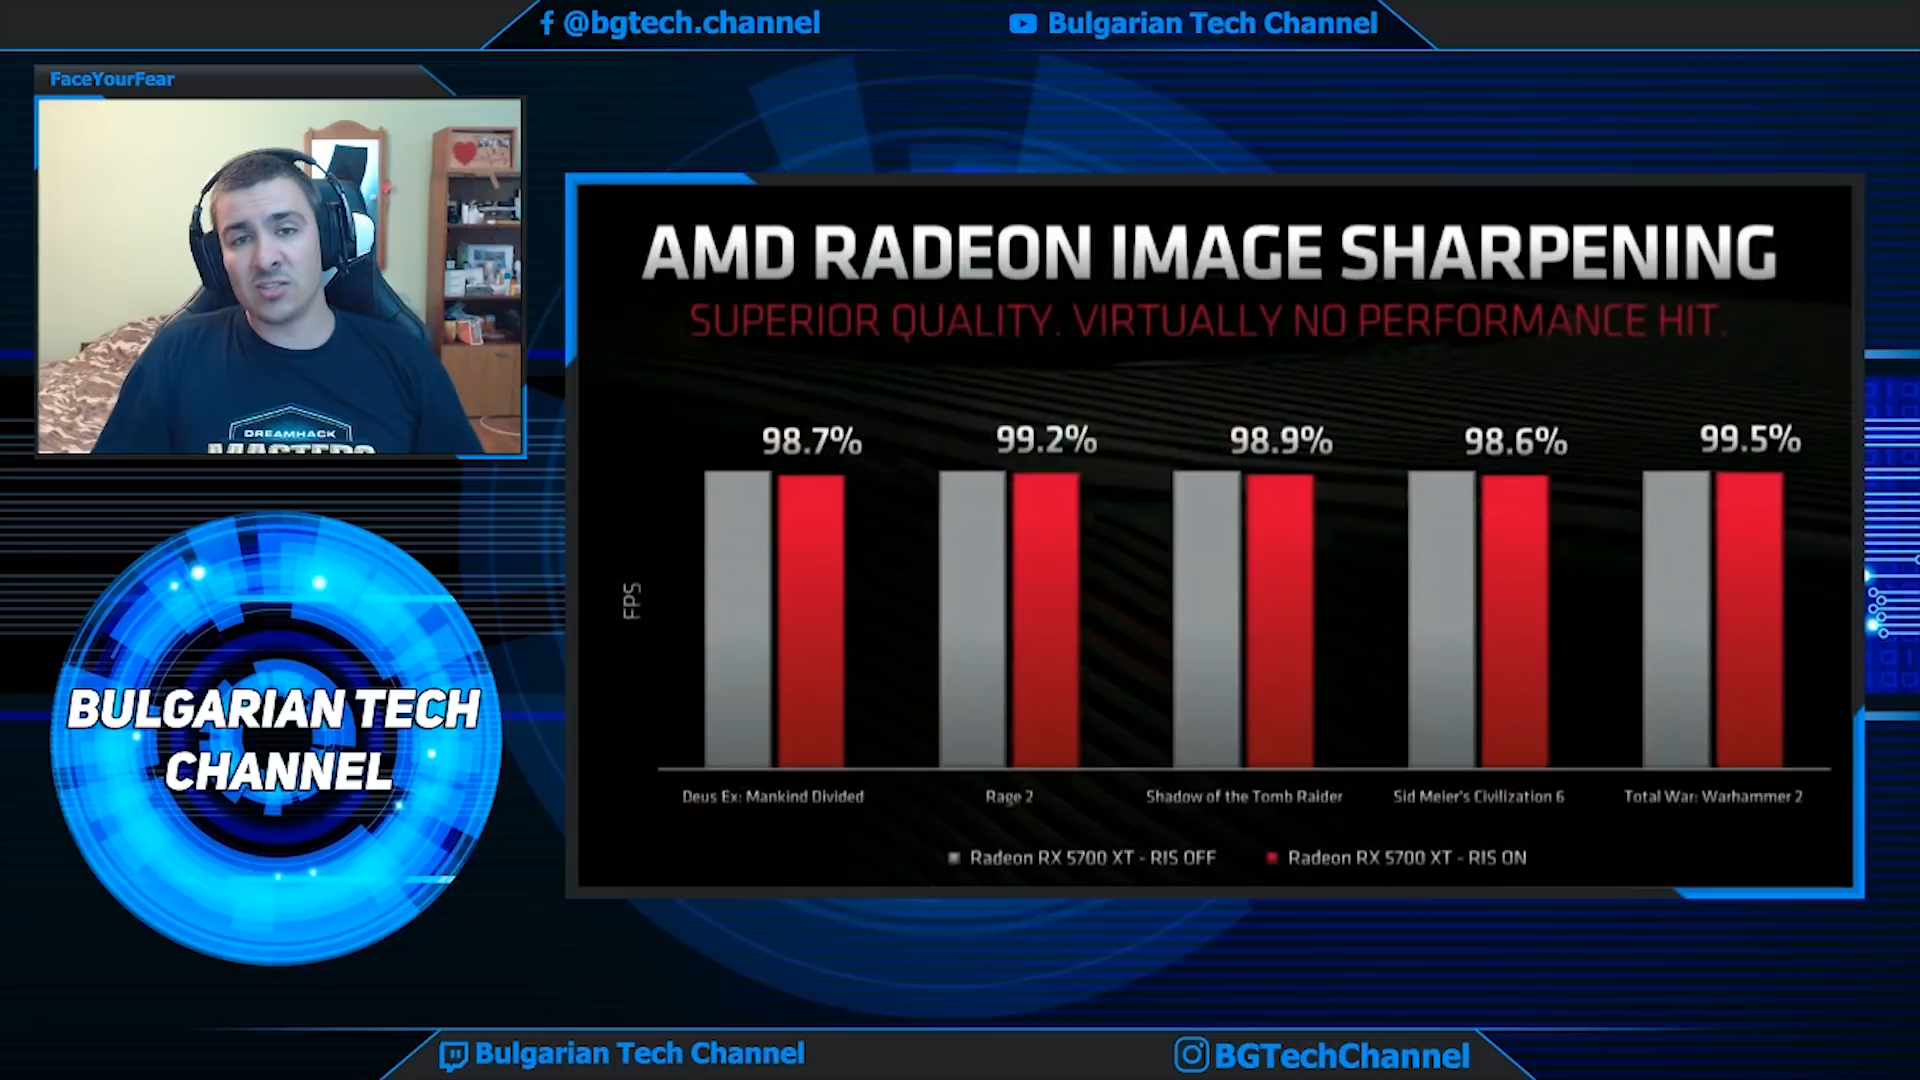 @bgtech.channel
Bulgarian Tech Channel
FaceYourFear
DREAMHACK
MASTERS
BULGARIAN TECH
CHANNEL
AMD RADEON IMAGE SHARPENING
SUPERIOR QUALITY. VIRTUALLY NO PERFORMANCE HIT.
98.7%
99.2%
98.9%
98.6%
99.5%
FPS
Deus Ex: Mankind Divided
Rage 2
Shadow of the Tomb Raider
Sid Meier's Civilization 6
Total War: Warhammer 2
Radeon RX 5700 XT - RIS OFF
Radeon RX 5700 XT - RIS ON
Bulgarian Tech Channel
BGTechChannel